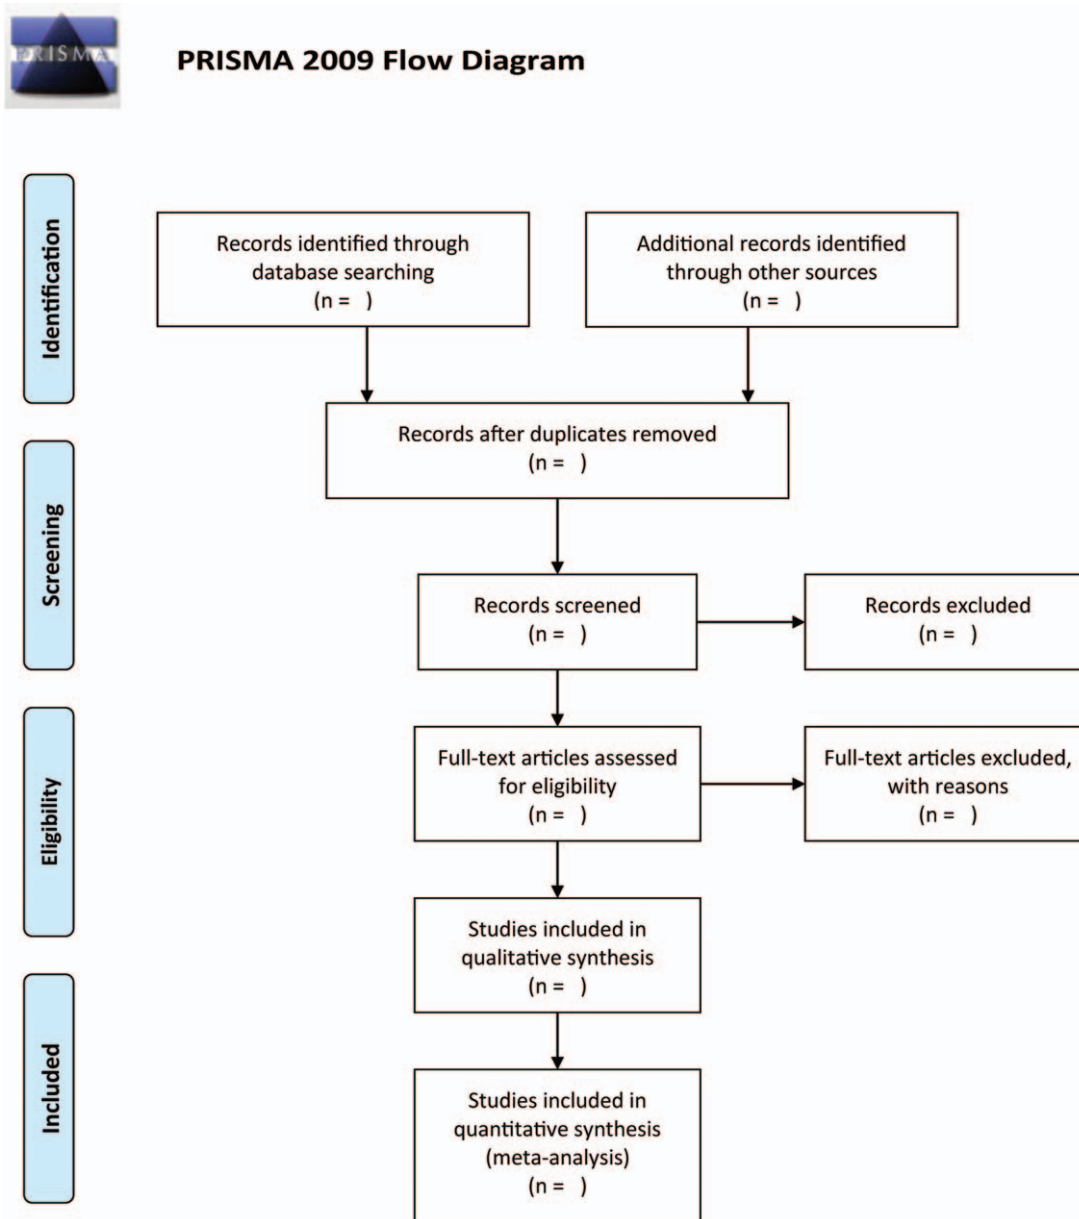 PRISMA
PRISMA 2009 Flow Diagram
Identification
Records identified through
database searching
(n =   )
Additional records identified
through other sources
(n =   )
Records after duplicates removed
(n =   )
Screening
Records screened
(n =   )
Records excluded
(n =   )
Eligibility
Full-text articles assessed
for eligibility
(n =   )
Full-text articles excluded,
with reasons
(n =   )
Studies included in
qualitative synthesis
(n =   )
Included
Studies included in
quantitative synthesis
(meta-analysis)
(n =   )